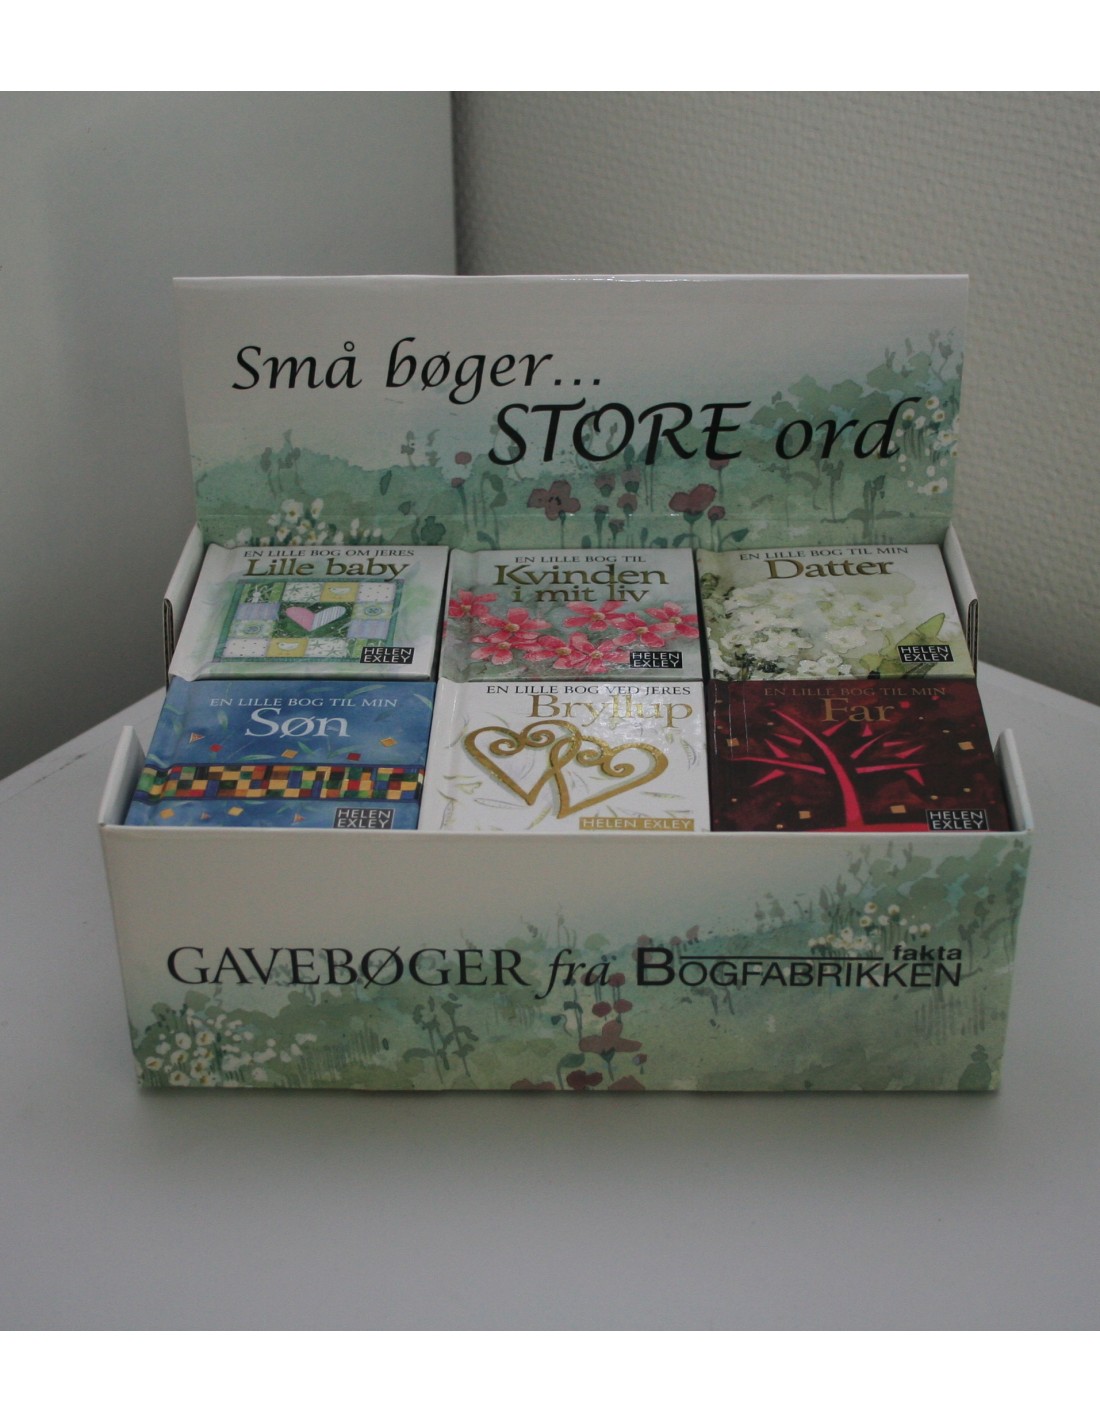 Små bøger...
STORE ord
EN LILLE BOG OM JERES
Lille baby
HELEN
EXLEY
EN LILLE BOG TIL
Kvinden
i mit liv
HELEN
EXLEY
EN LILLE BOG TIL MIN
Datter
HELEN
EXLEY
EN LILLE BOG TIL MIN
Søn
HELEN
EXLEY
EN LILLE BOG VED JERES
Bryllup
HELEN EXLEY
EN LILLE BOG TIL MIN
Far
HELEN
EXLEY
GAVEBØGER fra BOGFABRIKKEN
fakta